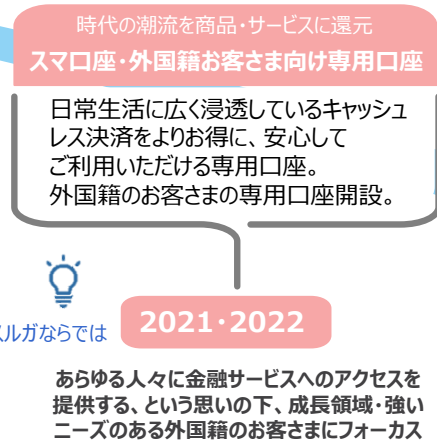 時代の潮流を商品・サービスに還元
スマロ座・外国籍お客さま向け専用口座
日常生活に広く浸透しているキャッシュ
レス決済をよりお得に、安心して
ご利用いただける専用口座。
外国籍のお客さまの専用口座開設。
スルガならでは
2021・2022
あらゆる人々に金融サービスへのアクセスを
提供する、という思いの下、成長領域・強い
ニーズのある外国籍のお客さまにフォーカス